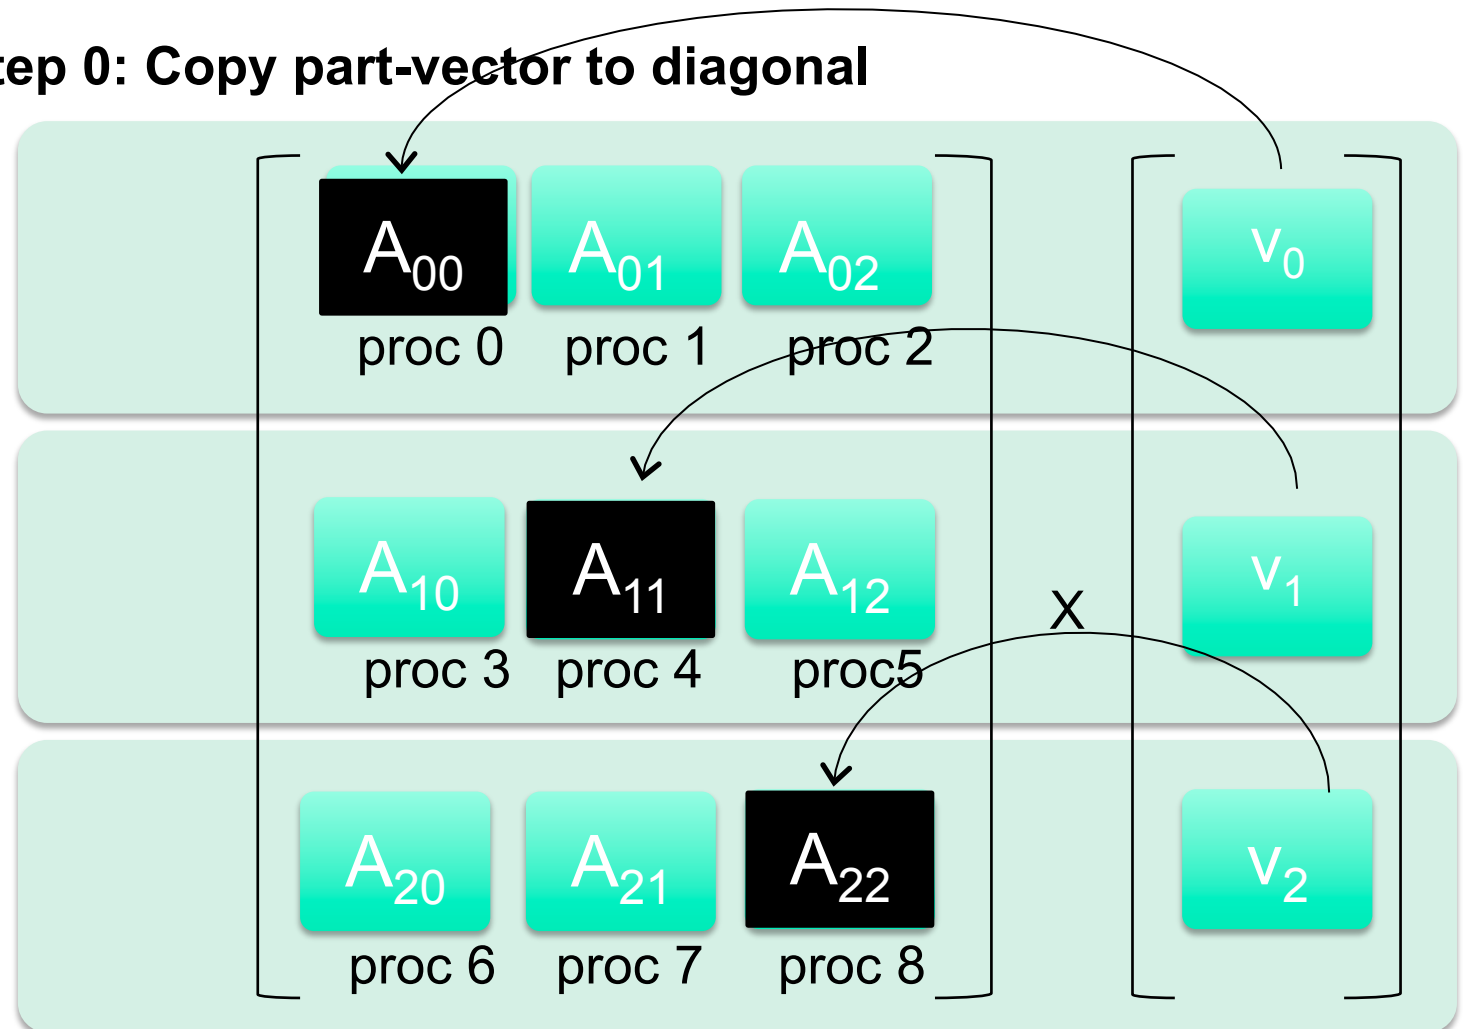 tep 0: Copy part-vector to diagonal
A00 A01 A02 v0
proc 0 proc 1 proc 2
A10 A11 A12 X v1
proc 3 proc 4 proc5
A20 A21 A22 v2
proc 6 proc 7 proc 8